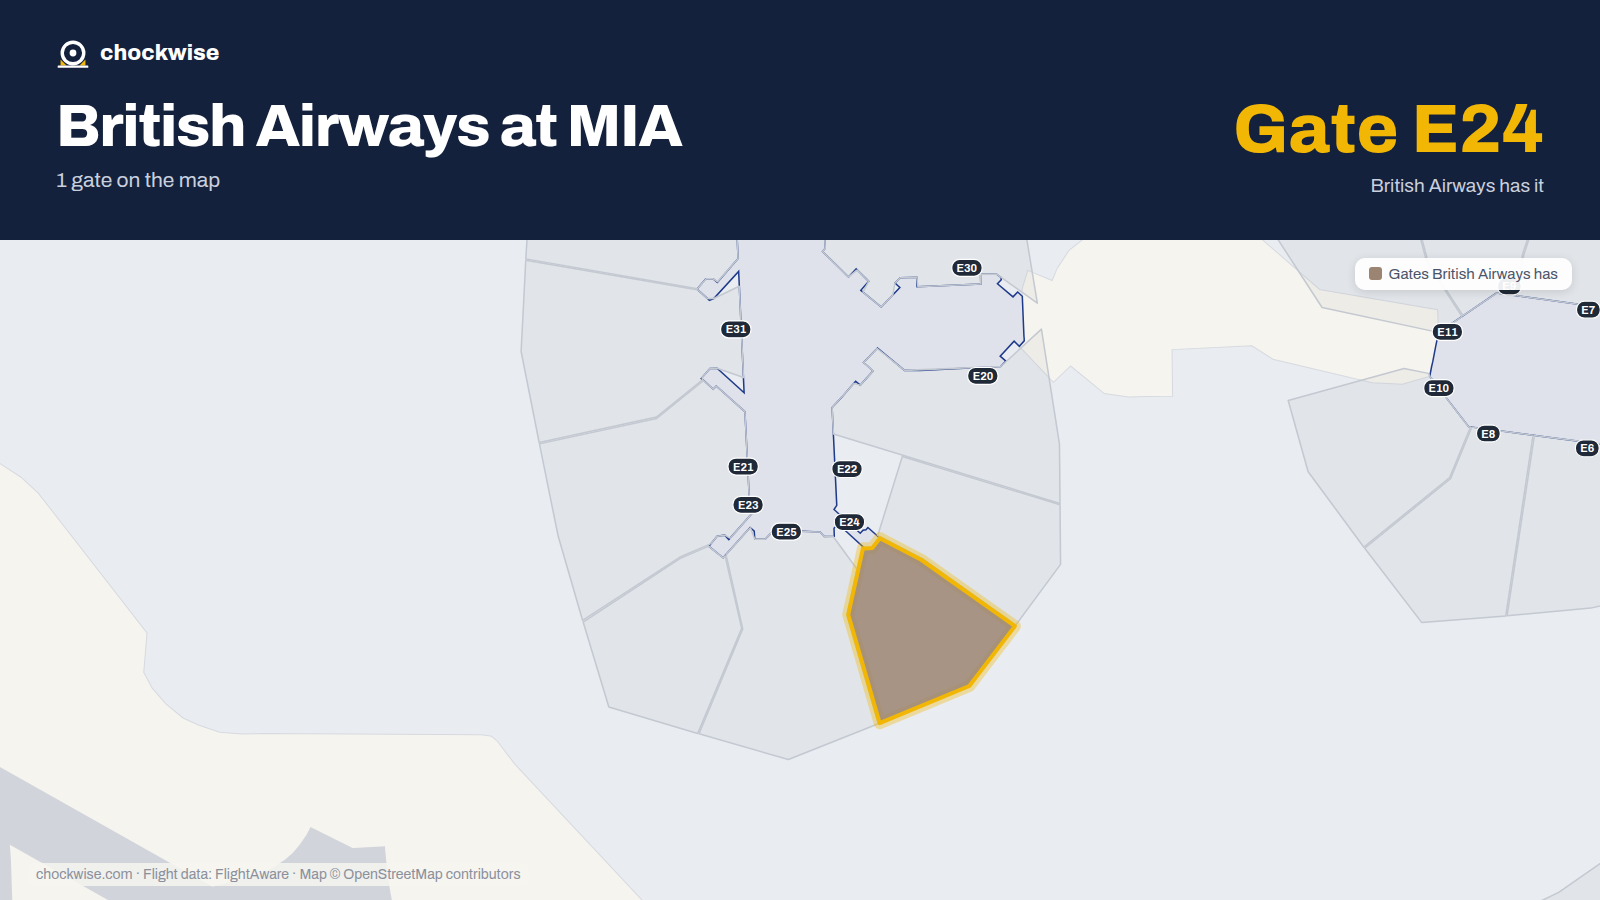 chockwise
British Airways at MIA
1 gate on the map
Gate E24
British Airways has it
Gates British Airways has
E30
E7
E31
E11
E20
E10
E8
E6
E21
E22
E23
E24
E25
chockwise.com · Flight data: FlightAware · Map © OpenStreetMap contributors